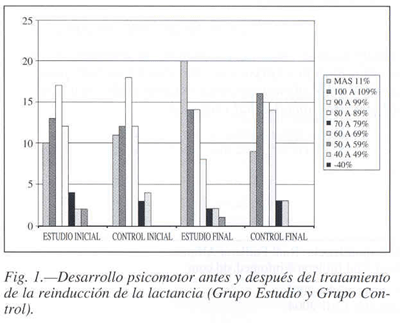 25
20
15
10
5
0
ESTUDIO INICIAL CONTROL INICIAL ESTUDIO FINAL CONTROL FINAL
MAS 11%
100 A 109%
90 A 99%
80 A 89%
70 A 79%
60 A 69%
50 A 59%
40 A 49%
-40%
Fig. 1.—Desarrollo psicomotor antes y después del tratamiento
de la reinducción de la lactancia (Grupo Estudio y Grupo Con-
trol).